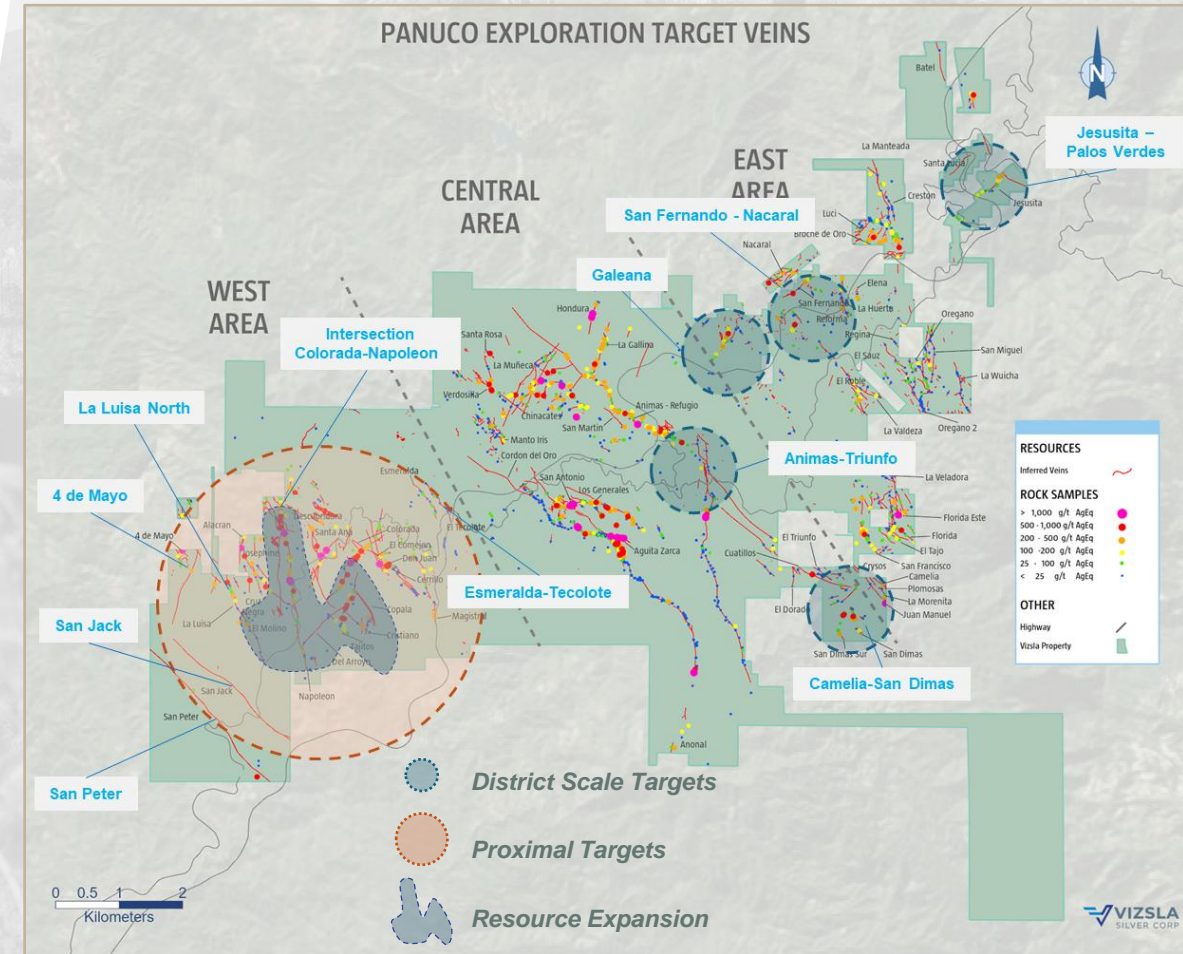 PANUCO EXPLORATION TARGET VEINS
N
Batel
Jesusita –
Palos Verdes
La Manteada
Santa Lucia
EAST
AREA
CENTRAL
AREA
Creston
Jesusita
San Fernando - Nacaral
Luci
Broche de Oro
Nacaral
Galeana
WEST
AREA
Elena
Hondura
San Fernando
La Huerta
Reforma
Oregano
Intersection
Colorada-Napoleon
Santa Rosa
La Gallina
Regina
San Miguel
El Sauz
La Muñeca
La Wuicha
El Roble
Verdosilla
La Luisa North
Chinacates
Animas - Refugio
San Martin
La Valdeza
Oregano 2
Manto Iris
Cordon del Oro
Animas-Triunfo
Esmeralda
San Antonio
La Veladora
Los Generales
4 de Mayo
Descubridora
Florida Este
Alacran
Santa Ana
Colorada
El Tecolote
4 de Mayo
El Comejen
El Triunfo
Florida
Josephine
Don Juan
Aguita Zarca
Cuatillos
El Tajo
Crysos
San Francisco
Cerrillo
Camelia
Plomosas
Esmeralda-Tecolote
Cruz
Negra
Copala
La Morenita
El Dorado
Juan Manuel
La Luisa
Magistral
San Jack
El Molino
Cristiano
Tajitos
Del Arroyo
San Dimas Sur
San Dimas
San Jack
Napoleon
Camelia-San Dimas
San Peter
Anonal
San Peter
RESOURCES
Inferred Veins
ROCK SAMPLES
> 1,000 g/t AgEq
500 -1,000 g/t AgEq
200 - 500 g/t AgEq
100 -200 g/t AgEq
25 - 100 g/t AgEq
< 25 g/t AgEq
OTHER
Highway
Vizsla Property
District Scale Targets
Proximal Targets
Resource Expansion
0 0.5 1 2
Kilometers
VIZSLA
SILVER CORP